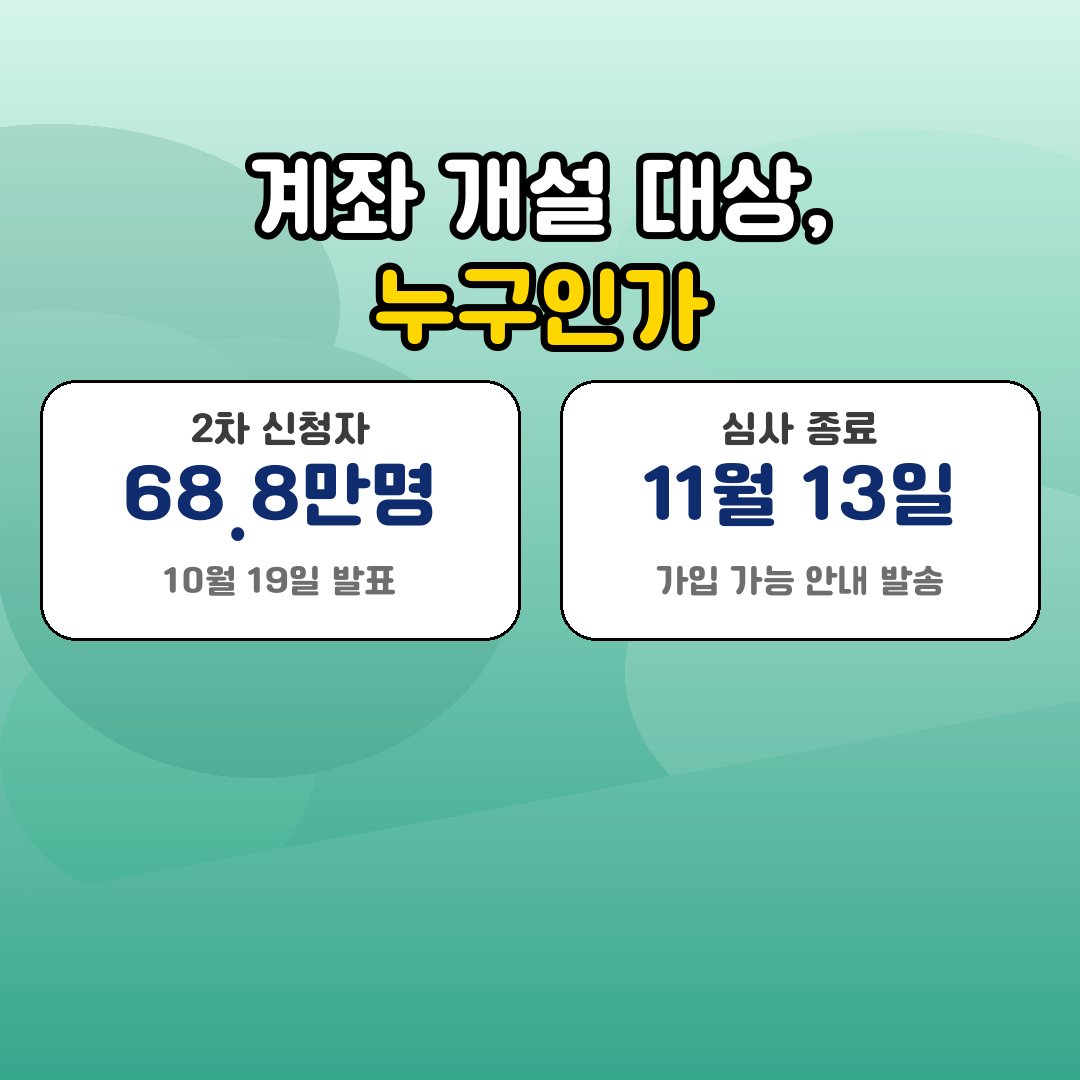 계좌 개설 대상,
누구인가
2차 신청자
68.8만명
10월 19일 발표
심사 종료
11월 13일
가입 가능 안내 발송